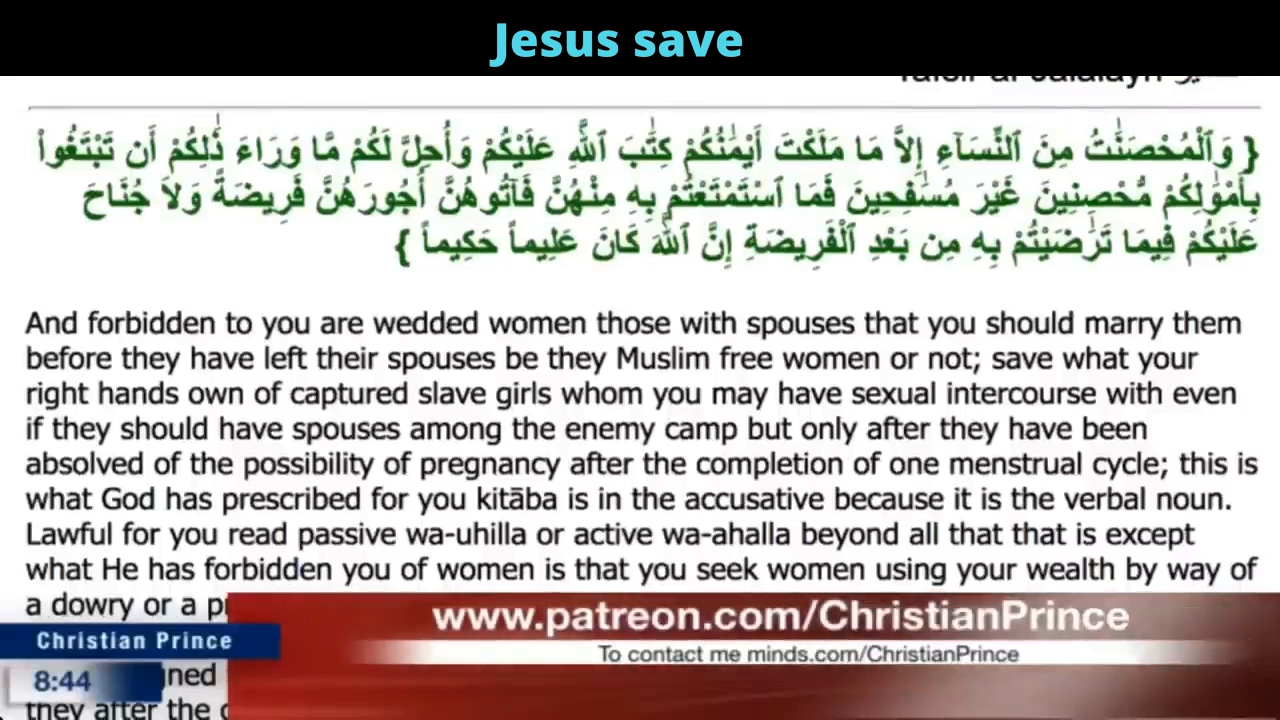 Jesus save
Tafsir al-Jalalayn
{ وَٱلْمُحْصَنَٰتُ مِنَ ٱلنِّسَآءِ إِلاَّ مَا مَلَكْتَ أَيْمَٰنُكُمْ كِتَٰبَ ٱللَّهِ عَلَيْكُمْ وَأُحِلَّ لَكُمْ مَّا وَرَاءَ ذَٰلِكُمْ أَن تَبْتَغُواْ
بِأَمْوَٰلِكُمْ مُّحْصِنِينَ غَيْرَ مُسَٰفِحِينَ فَمَا ٱسْتَمْتَعْتُمْ بِهِ مِنْهُنَّ فَآتُوهُنَّ أُجُورَهُنَّ فَرِيضَةً وَلاَ جُنَاحَ
عَلَيْكُمْ فِيمَا تَرَٰضَيْتُمْ بِهِ مِن بَعْدِ ٱلْفَرِيضَةِ إِنَّ ٱللَّهَ كَانَ عَلِيماً حَكِيماً }
And forbidden to you are wedded women those with spouses that you should marry them
before they have left their spouses be they Muslim free women or not; save what your
right hands own of captured slave girls whom you may have sexual intercourse with even
if they should have spouses among the enemy camp but only after they have been
absolved of the possibility of pregnancy after the completion of one menstrual cycle; this is
what God has prescribed for you kitāba is in the accusative because it is the verbal noun.
Lawful for you read passive wa-uhilla or active wa-ahalla beyond all that that is except
what He has forbidden you of women is that you seek women using your wealth by way of
a dowry or a
www.patreon.com/ChristianPrince
Christian Prince
To contact me minds.com/ChristianPrince
8:44
they after the